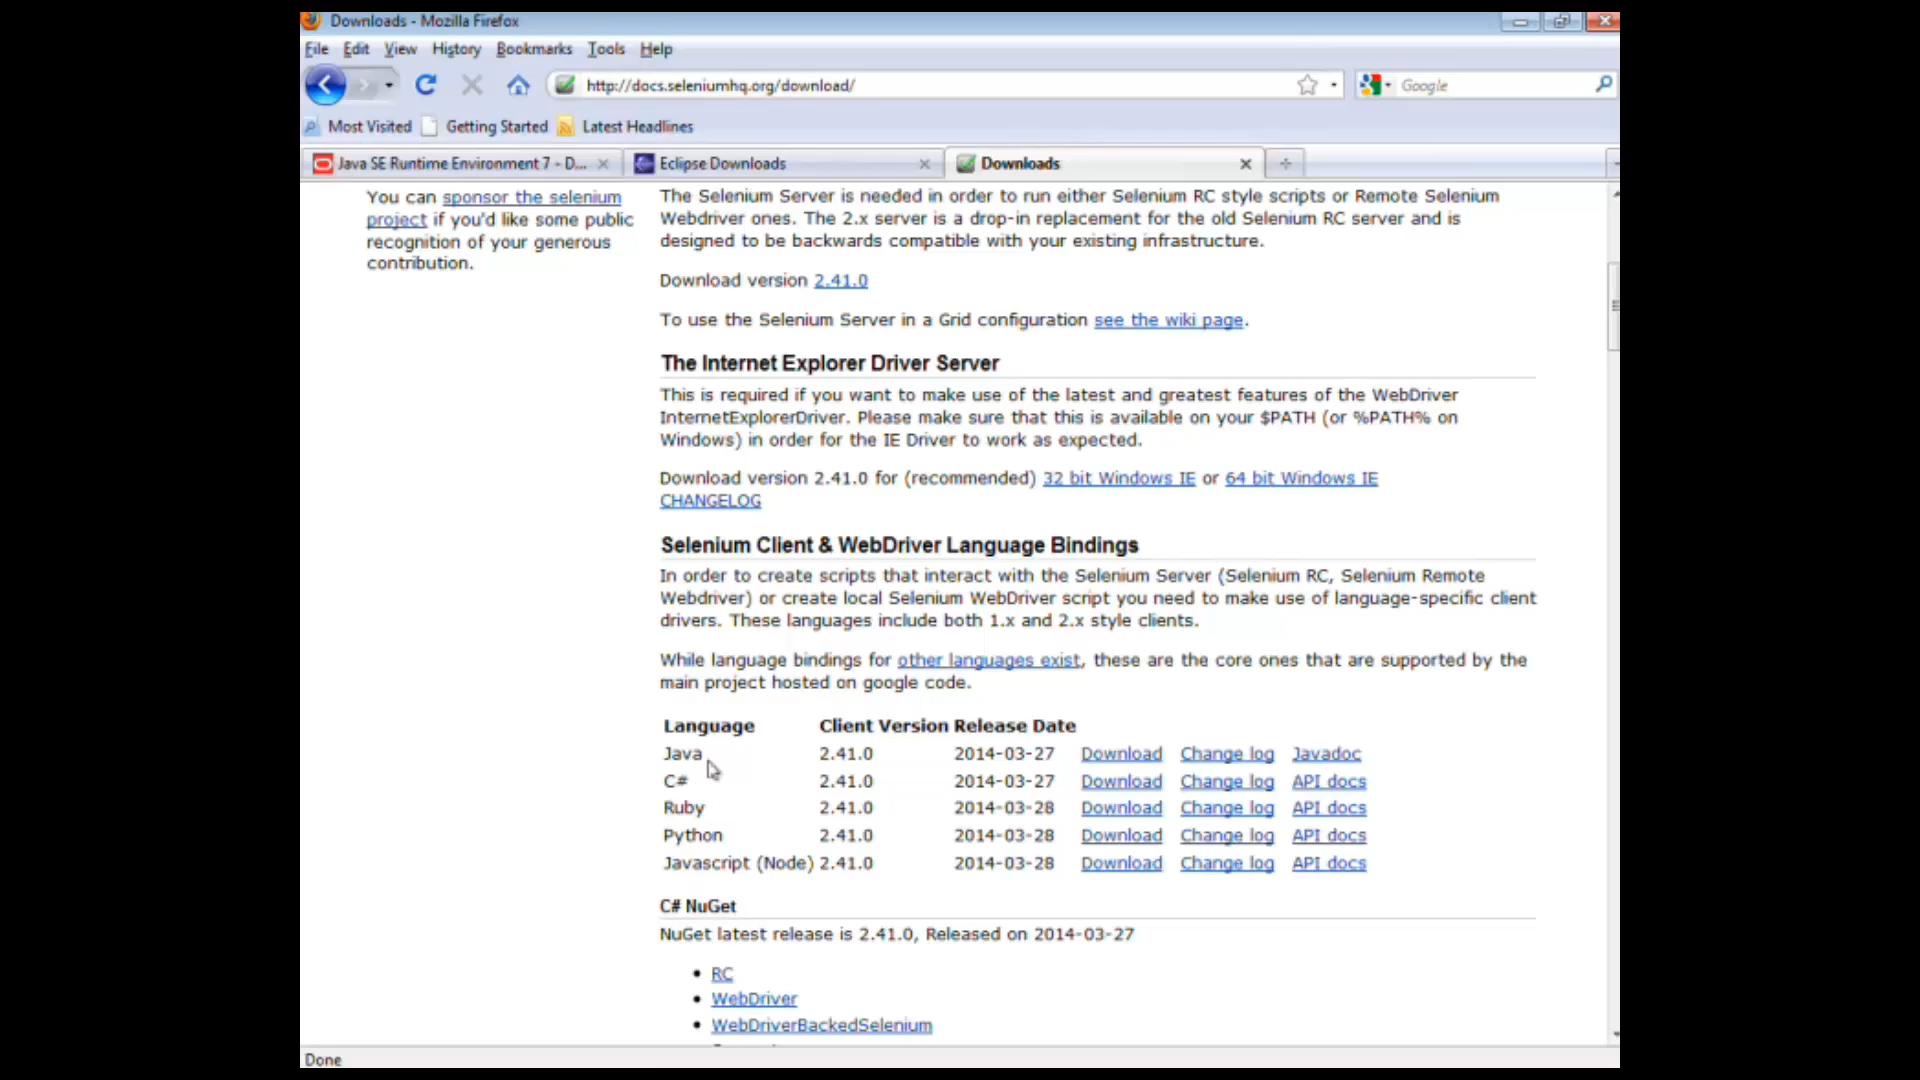 Downloads - Mozilla Firefox
File Edit View History Bookmarks Tools Help
http://docs.seleniumhq.org/download/
Google
Most Visited Getting Started Latest Headlines
Java SE Runtime Environment 7 - D...
Eclipse Downloads
Downloads
You can sponsor the selenium
project if you'd like some public
recognition of your generous
contribution.
The Selenium Server is needed in order to run either Selenium RC style scripts or Remote Selenium
Webdriver ones. The 2.x server is a drop-in replacement for the old Selenium RC server and is
designed to be backwards compatible with your existing infrastructure.
Download version 2.41.0
To use the Selenium Server in a Grid configuration see the wiki page.
The Internet Explorer Driver Server
This is required if you want to make use of the latest and greatest features of the WebDriver
InternetExplorerDriver. Please make sure that this is available on your $PATH (or %PATH% on
Windows) in order for the IE Driver to work as expected.
Download version 2.41.0 for (recommended) 32 bit Windows IE or 64 bit Windows IE
CHANGELOG
Selenium Client & WebDriver Language Bindings
In order to create scripts that interact with the Selenium Server (Selenium RC, Selenium Remote
Webdriver) or create local Selenium WebDriver script you need to make use of language-specific client
drivers. These languages include both 1.x and 2.x style clients.
While language bindings for other languages exist, these are the core ones that are supported by the
main project hosted on google code.
Language Client Version Release Date
Java 2.41.0 2014-03-27 Download Change log Javadoc
C# 2.41.0 2014-03-27 Download Change log API docs
Ruby 2.41.0 2014-03-28 Download Change log API docs
Python 2.41.0 2014-03-28 Download Change log API docs
Javascript (Node) 2.41.0 2014-03-28 Download Change log API docs
C# NuGet
NuGet latest release is 2.41.0, Released on 2014-03-27
• RC
• WebDriver
• WebDriverBackedSelenium
Done